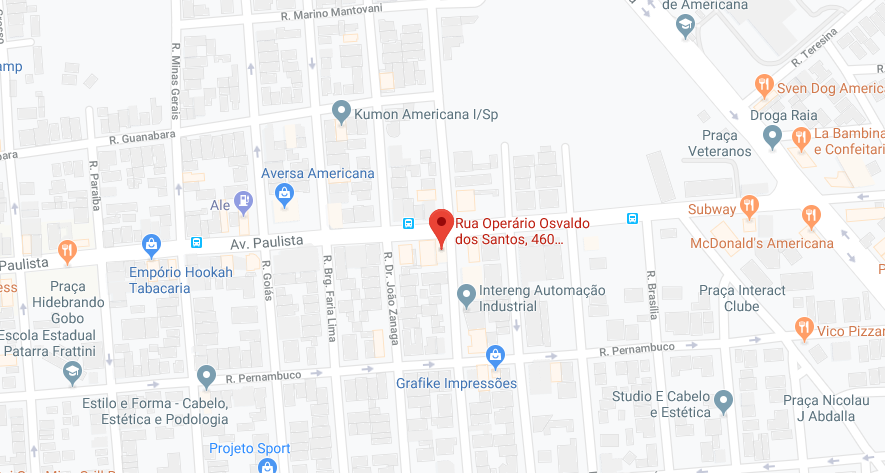 de Americana
R. Marino Mantovani
R. Teresina
R. Minas Gerais
Sven Dog America
Kumon Americana I/Sp
Droga Raia
R. Guanabara
Praça
Veteranos
La Bambina
e Confeitari
R. Paraíba
Aversa Americana
Ale
Subway
Rua Operário Osvaldo
dos Santos, 460...
Av. Paulista
McDonald's Americana
Paulista
Empório Hookah
Tabacaria
R. Goiás
R. Brg. Faria Lima
R. Dr. João Zanaga
R. Brasília
Praça
Hidebrando
Gobo
Intereng Automação
Industrial
Praça Interact
Clube
Escola Estadual
Patarra Frattini
Vico Pizzar
R. Pernambuco
R. Pernambuco
Grafike Impressões
Estilo e Forma - Cabelo,
Estética e Podologia
Studio E Cabelo
e Estética
Praça Nicolau
J Abdalla
Projeto Sport